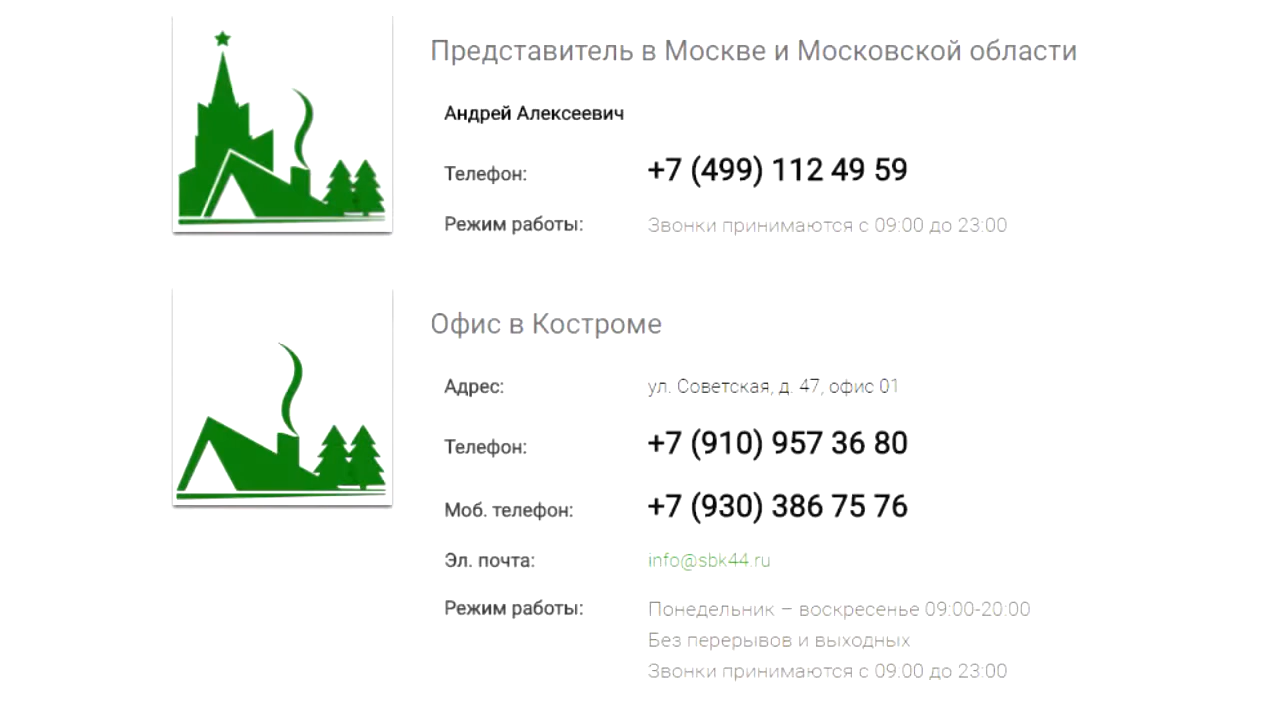 Представитель в Москве и Московской области
Андрей Алексеевич
Телефон: +7 (499) 112 49 59
Режим работы: Звонки принимаются с 09:00 до 23:00
Офис в Костроме
Адрес: ул. Советская, д. 47, офис 01
Телефон: +7 (910) 957 36 80
Моб. телефон: +7 (930) 386 75 76
Эл. почта: info@sbk44.ru
Режим работы: Понедельник – воскресенье 09:00-20:00
Без перерывов и выходных
Звонки принимаются с 09.00 до 23:00